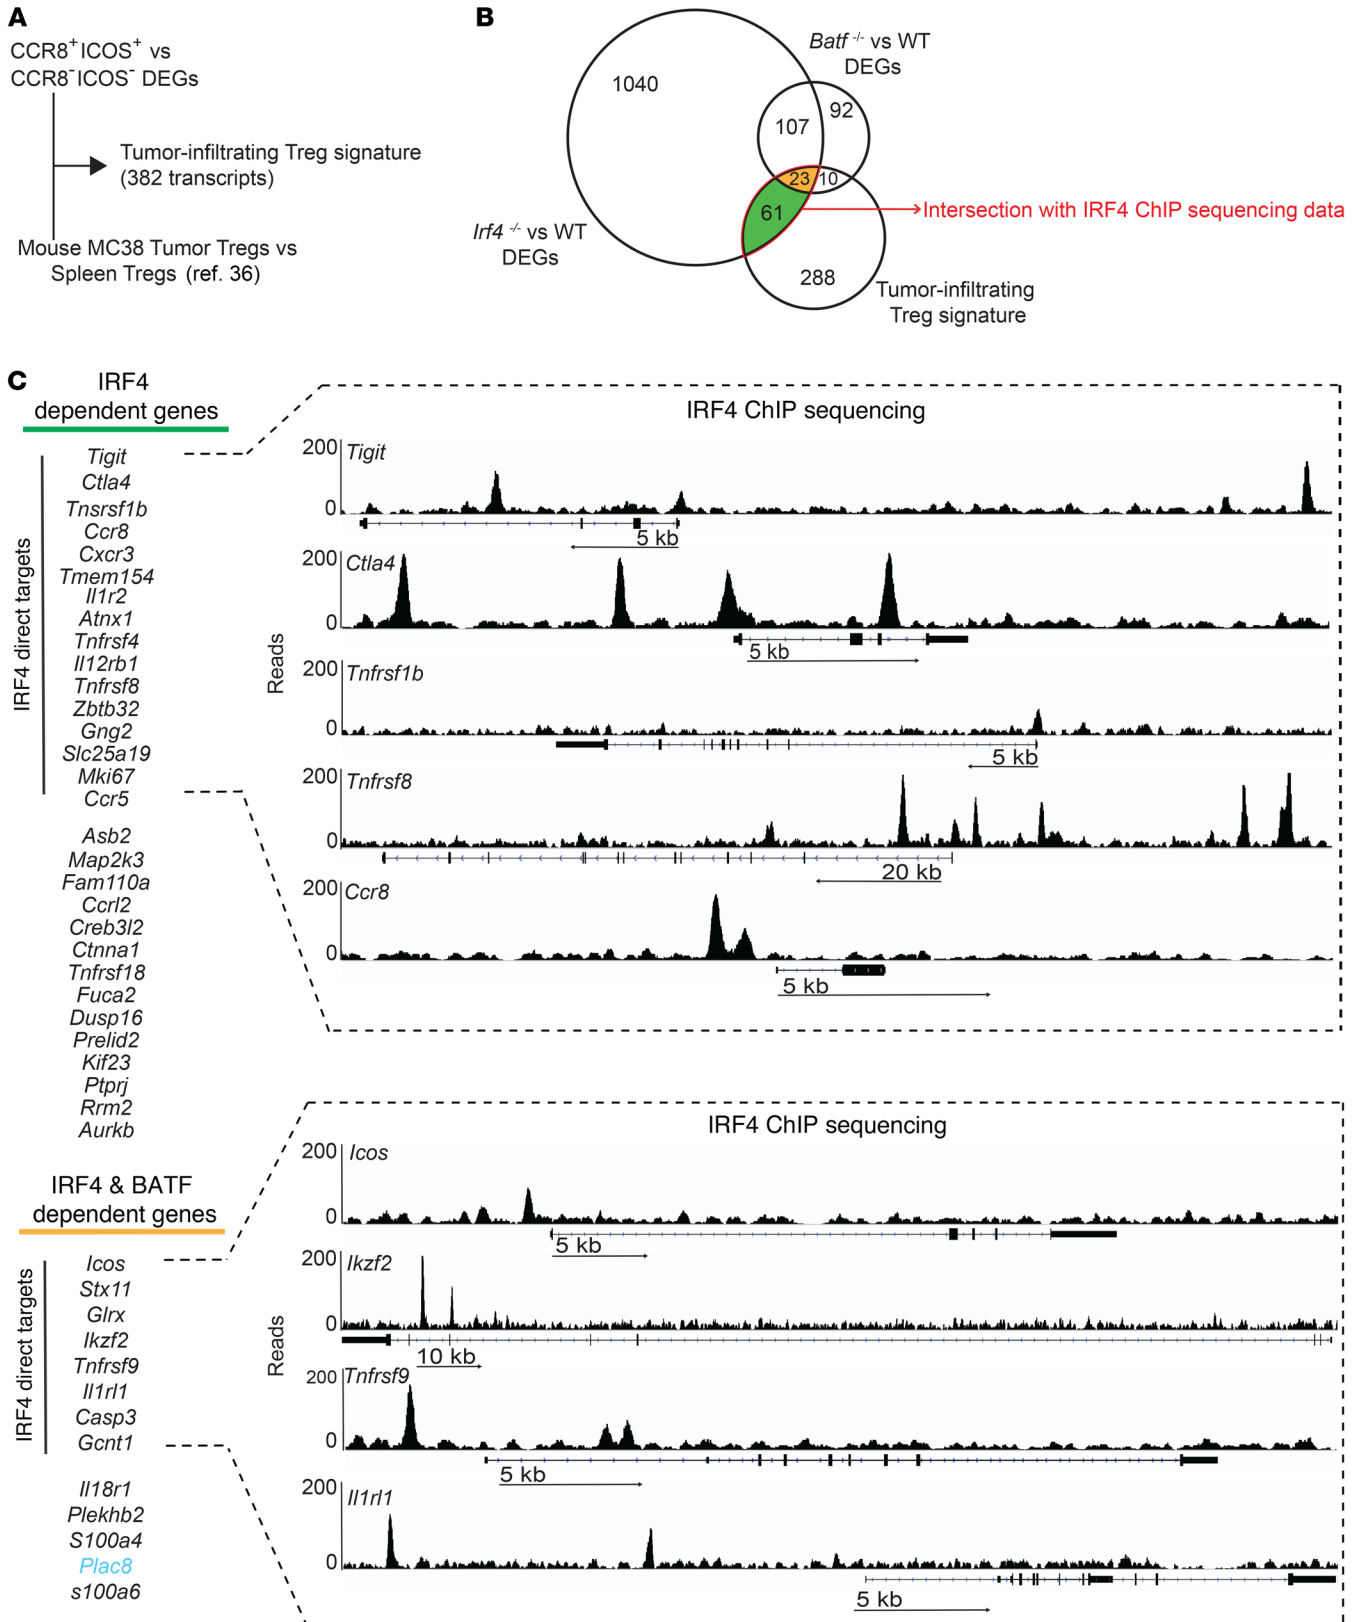 A
CCR8+ICOS+ vs
CCR8-ICOS- DEGs
Tumor-infiltrating Treg signature
(382 transcripts)
Mouse MC38 Tumor Tregs vs
Spleen Tregs (ref. 36)
B
1040
Batf -/- vs WT
DEGs
92
107
23
10
61
Intersection with IRF4 ChIP sequencing data
Irf4 -/- vs WT
DEGs
288
Tumor-infiltrating
Treg signature
C
IRF4
dependent genes
IRF4 direct targets
Tigit
Ctla4
Tnsrsf1b
Ccr8
Cxcr3
Tmem154
Il1r2
Atnx1
Tnfrsf4
Il12rb1
Tnfrsf8
Zbtb32
Gng2
Slc25a19
Mki67
Ccr5
Asb2
Map2k3
Fam110a
Ccrl2
Creb3l2
Ctnna1
Tnfrsf18
Fuca2
Dusp16
Prelid2
Kif23
Ptprj
Rrm2
Aurkb
IRF4 ChIP sequencing
Reads
200
Tigit
0
5 kb
200
Ctla4
0
5 kb
200
Tnfrsf1b
0
5 kb
200
Tnfrsf8
0
20 kb
200
Ccr8
0
5 kb
IRF4 & BATF
dependent genes
IRF4 direct targets
Icos
Stx11
Glrx
Ikzf2
Tnfrsf9
Il1rl1
Casp3
Gcnt1
Il18r1
Plekhb2
S100a4
Plac8
s100a6
IRF4 ChIP sequencing
Reads
200
Icos
0
5 kb
200
Ikzf2
0
10 kb
200
Tnfrsf9
0
5 kb
200
Il1rl1
0
5 kb